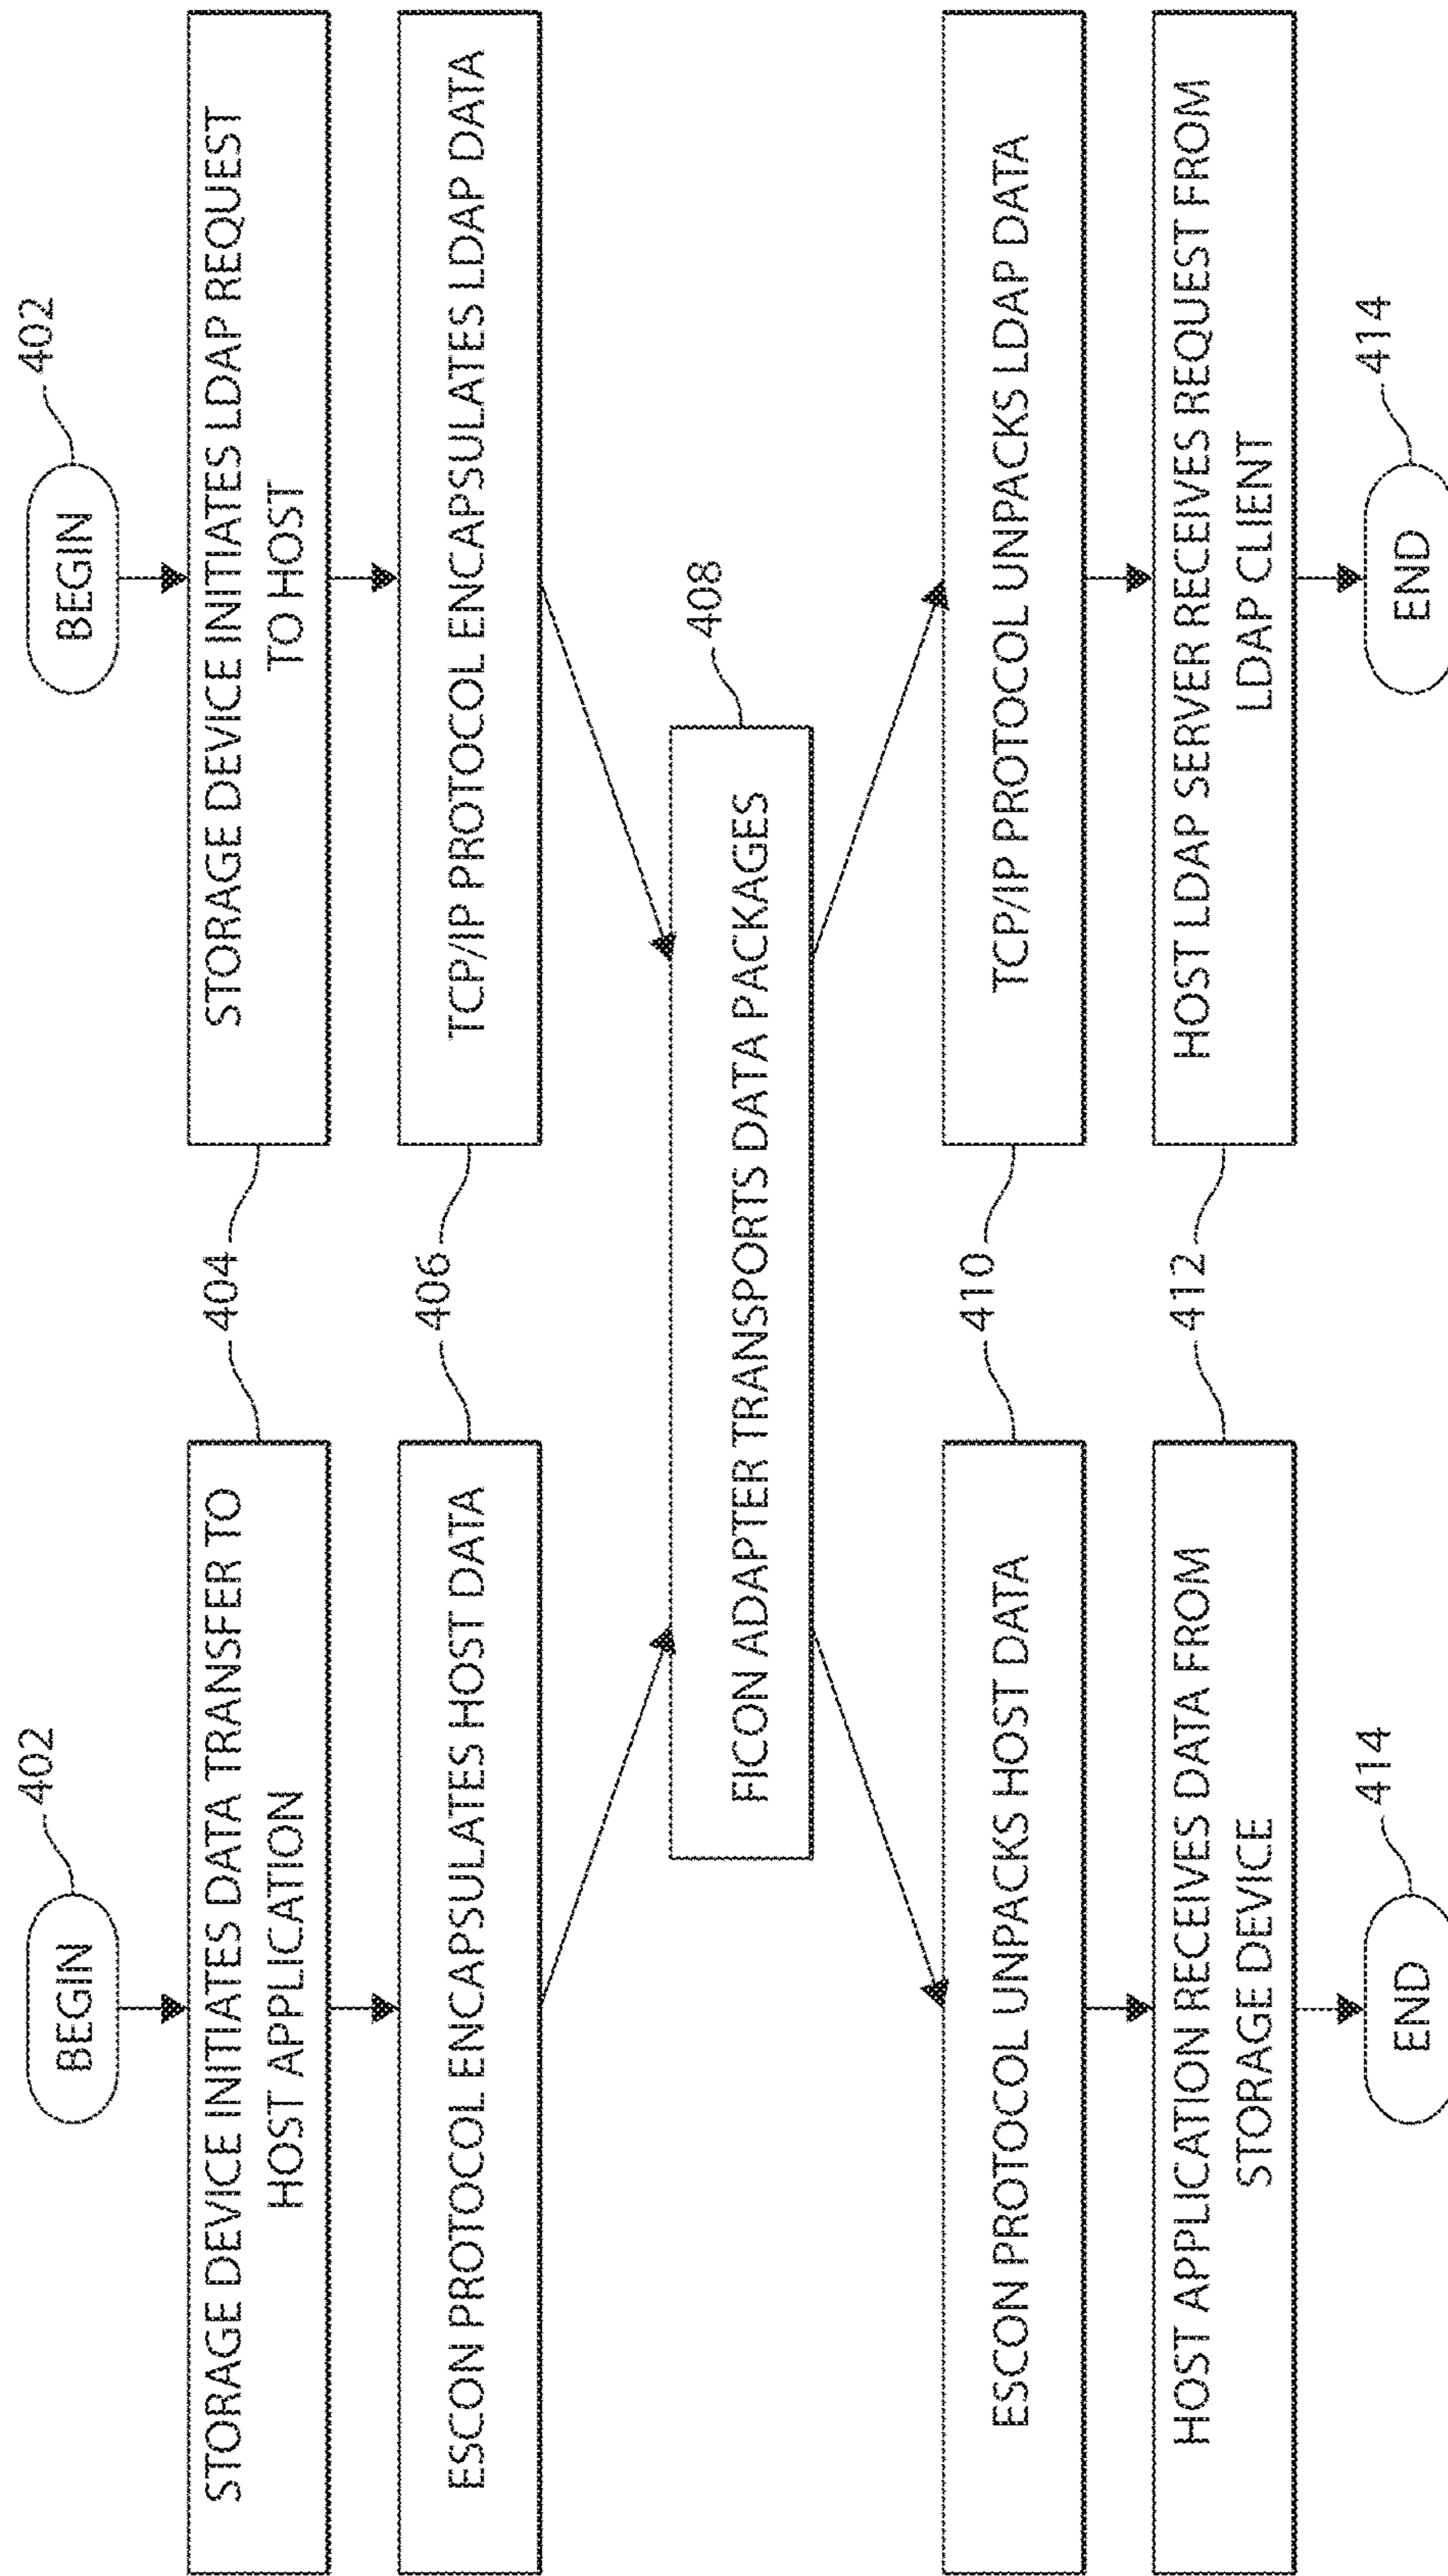 BEGIN
402
BEGIN
402
STORAGE DEVICE INITIATES DATA TRANSFER TO
HOST APPLICATION
404
STORAGE DEVICE INITIATES LDAP REQUEST
TO HOST
ESCON PROTOCOL ENCAPSULATES HOST DATA
406
TCP/IP PROTOCOL ENCAPSULATES LDAP DATA
FICON ADAPTER TRANSPORTS DATA PACKAGES
408
ESCON PROTOCOL UNPACKS HOST DATA
410
TCP/IP PROTOCOL UNPACKS LDAP DATA
HOST APPLICATION RECEIVES DATA FROM
STORAGE DEVICE
412
HOST LDAP SERVER RECEIVES REQUEST FROM
LDAP CLIENT
END
414
END
414